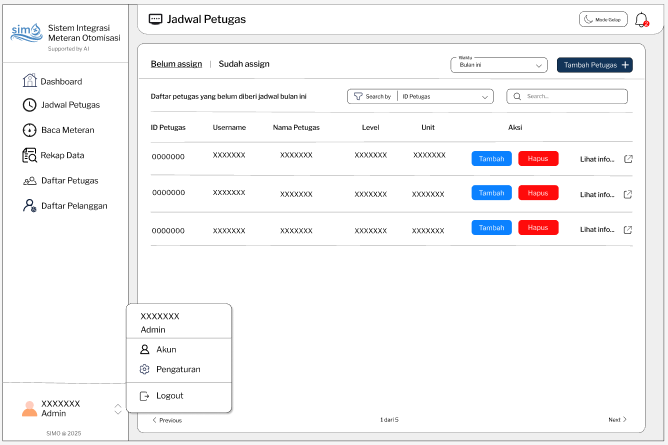 simo
Sistem Integrasi
Meteran Otomisasi
Supported by AI
Dashboard
Jadwal Petugas
Baca Meteran
Rekap Data
Daftar Petugas
Daftar Pelanggan
XXXXXXX
Admin
SIMO @ 2025
Jadwal Petugas
Mode Gelap
2
Belum assign | Sudah assign
Waktu
Bulan ini
Tambah Petugas +
Daftar petugas yang belum diberi jadwal bulan ini
Search by
ID Petugas
Search..
ID Petugas Username Nama Petugas Level Unit Aksi
0000000 XXXXXXX XXXXXXX XXXXXXX XXXXXXX Tambah Hapus Lihat info...
0000000 XXXXXXX XXXXXXX XXXXXXX XXXXXXX Tambah Hapus Lihat info...
0000000 XXXXXXX XXXXXXX XXXXXXX XXXXXXX Tambah Hapus Lihat info...
XXXXXXX
Admin
Akun
Pengaturan
Logout
< Previous 1 dari 5 Next >